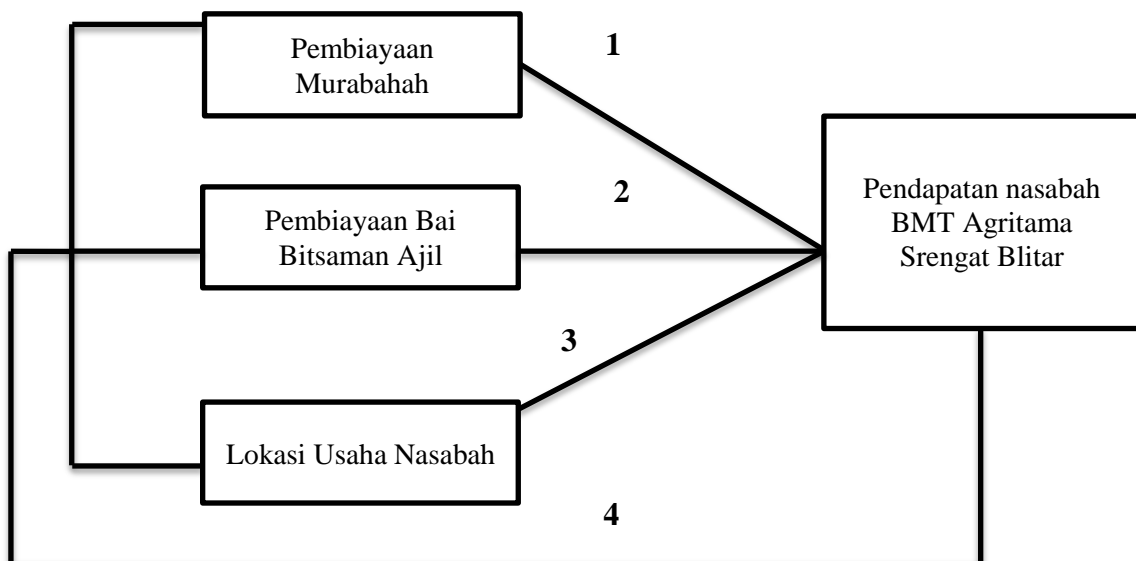 Pembiayaan
Murabahah
1
Pembiayaan Bai
Bitsaman Ajil
2
Pendapatan nasabah
BMT Agritama
Srengat Blitar
3
Lokasi Usaha Nasabah
4